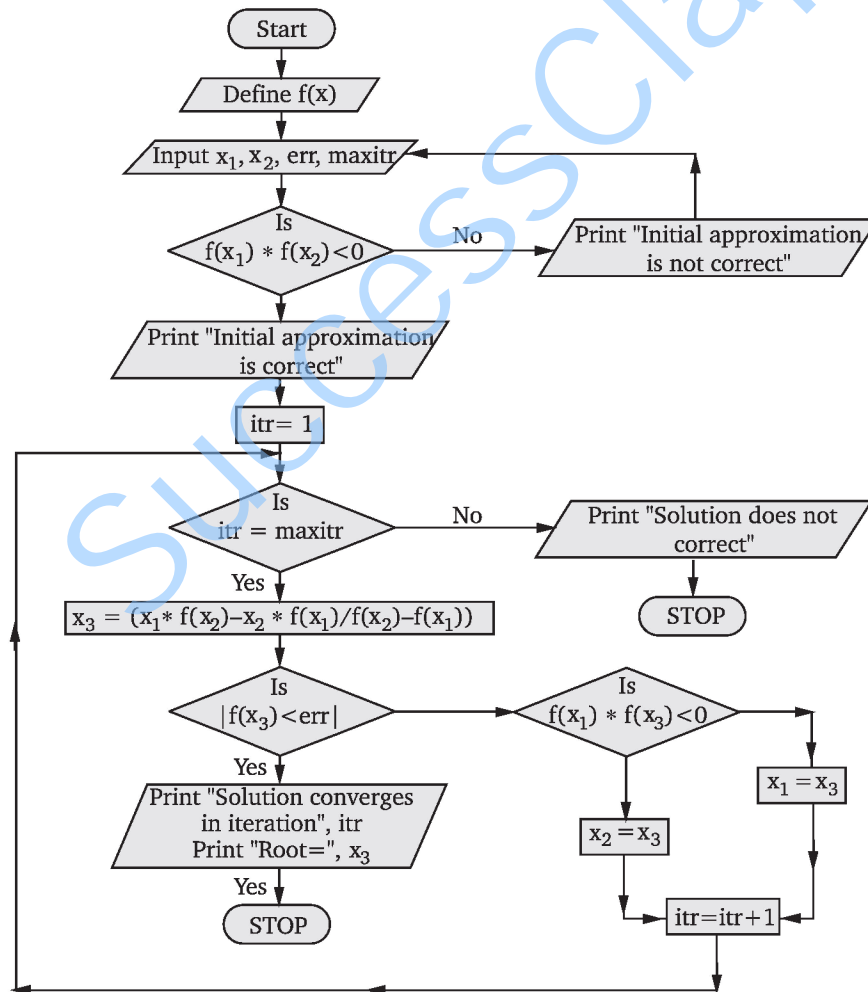 Start
Define f(x)
Input x₁, x₂, err, maxitr
Is
f(x₁) * f(x₂)<0
No
Print "Initial approximation
is not correct"
Print "Initial approximation
is correct"
itr= 1
Is
itr = maxitr
No
Print "Solution does not
correct"
STOP
Yes
x₃ = (x₁* f(x₂)–x₂ * f(x₁)/f(x₂)–f(x₁))
Is
|f(x₃)<err|
Is
f(x₁) * f(x₃)<0
Yes
x₁ = x₃
Print "Solution converges
in iteration", itr
Print "Root=", x₃
x₂ = x₃
Yes
STOP
itr=itr+1
SuccessClap